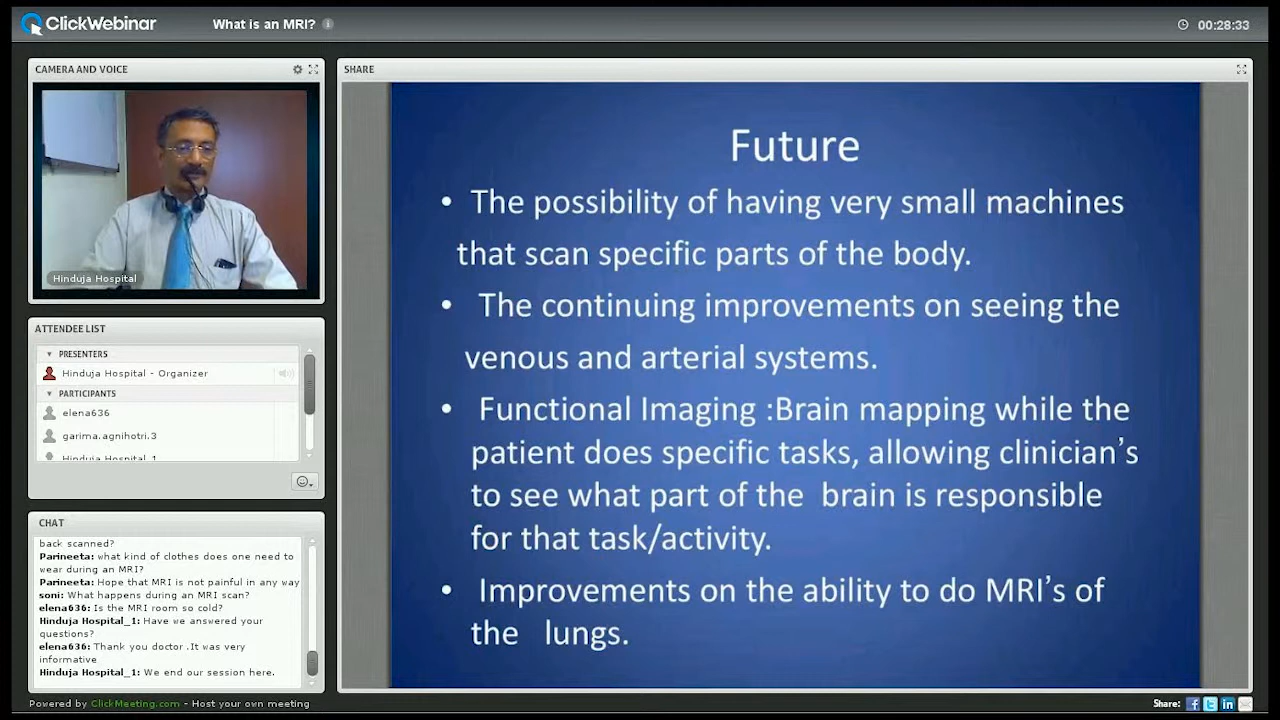 ClickWebinar
What is an MRI?
00:28:33
CAMERA AND VOICE
Hinduja Hospital
ATTENDEE LIST
PRESENTERS
Hinduja Hospital - Organizer
PARTICIPANTS
elena636
garima.agnihotri.3
Hinduja Hospital_1
CHAT
back scanned?
Parineeta: what kind of clothes does one need to
wear during an MRI?
Parineeta: Hope that MRI is not painful in any way
soni: What happens during an MRI scan?
elena636: Is the MRI room so cold?
Hinduja Hospital_1: Have we answered your
questions?
elena636: Thank you doctor .It was very
informative
Hinduja Hospital_1: We end our session here.
SHARE
Future
• The possibility of having very small machines
that scan specific parts of the body.
• The continuing improvements on seeing the
venous and arterial systems.
• Functional Imaging :Brain mapping while the
patient does specific tasks, allowing clinician's
to see what part of the brain is responsible
for that task/activity.
• Improvements on the ability to do MRI's of
the lungs.
Powered by ClickMeeting.com - Host your own meeting
Share: